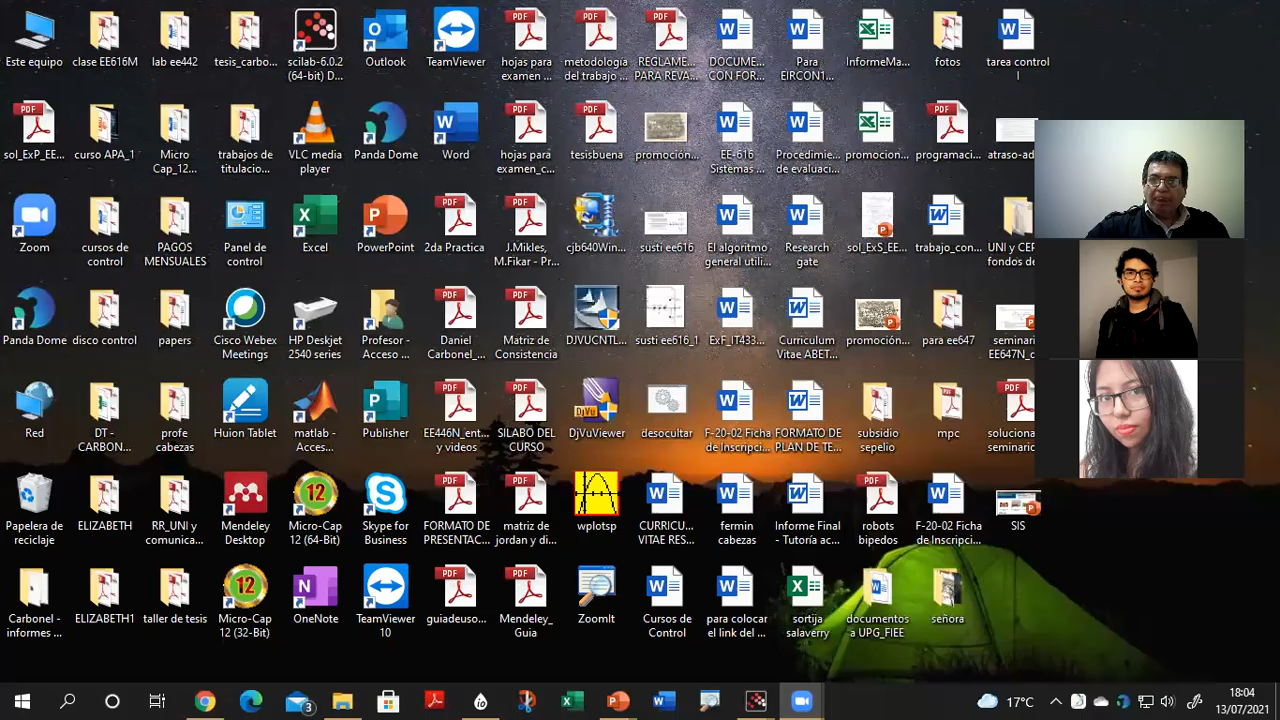 Este equipo
clase EE616M
lab ee442
tesis_carbo...
scilab-6.0.2
(64-bit) D...
Outlook
TeamViewer
hojas para
examen ...
metodologia
del trabajo ...
REGLAME...
PARA REVA...
DOCUME...
CON FOR...
Para
EIRCON1...
InformeMa...
fotos
tarea control
I
sol_ExP_EE...
curso APA_1
Micro
Cap_12...
trabajos de
titulacio...
VLC media
player
Panda Dome
Word
hojas para
examen_c...
tesisbuena
promoción...
EE-616
Sistemas ...
Procedimie...
de evaluaci...
promocion...
programaci...
atraso-ad...
Zoom
cursos de
control
PAGOS
MENSUALES
Panel de
control
Excel
PowerPoint
2da Practica
J.Mikles,
M.Fikar - Pr...
cjb640Win...
susti ee616
El algoritmo
general utili...
Research
gate
sol_ExS_EE...
trabajo_con...
UNI y CEP...
fondos de...
Panda Dome
disco control
papers
Cisco Webex
Meetings
HP Deskjet
2540 series
Profesor -
Acceso ...
Daniel
Carbonel_...
Matriz de
Consistencia
DJVUCNTL...
susti ee616_1
ExF_IT433...
Curriculum
Vitae ABET...
promoción...
para ee647
seminari
EE647N_c
Red
DT -
CARBON...
profe
cabezas
Huion Tablet
matlab -
Acces...
Publisher
EE446N_ent...
y videos
SILABO DEL
CURSO
DjVuViewer
desocultar
F-20-02 Ficha
de Inscripci...
FORMATO DE
PLAN DE TE...
subsidio
sepelio
mpc
soluciona
seminario
Papelera de
reciclaje
ELIZABETH
RR_UNI y
comunica...
Mendeley
Desktop
Micro-Cap
12 (64-Bit)
Skype for
Business
FORMATO DE
PRESENTAC...
matriz de
jordan y di...
wplotsp
CURRICU...
VITAE RES...
fermin
cabezas
Informe Final
- Tutoría ac...
robots
bipedos
F-20-02 Ficha
de Inscripci...
SIS
Carbonel -
informes ...
ELIZABETH1
taller de tesis
Micro-Cap
12 (32-Bit)
OneNote
TeamViewer
10
guiadeuso...
Mendeley_
Guia
ZoomIt
Cursos de
Control
para colocar
el link del ...
sortija
salaverry
documentos
a UPG_FIEE
señora
3
17°C
18:04
13/07/2021